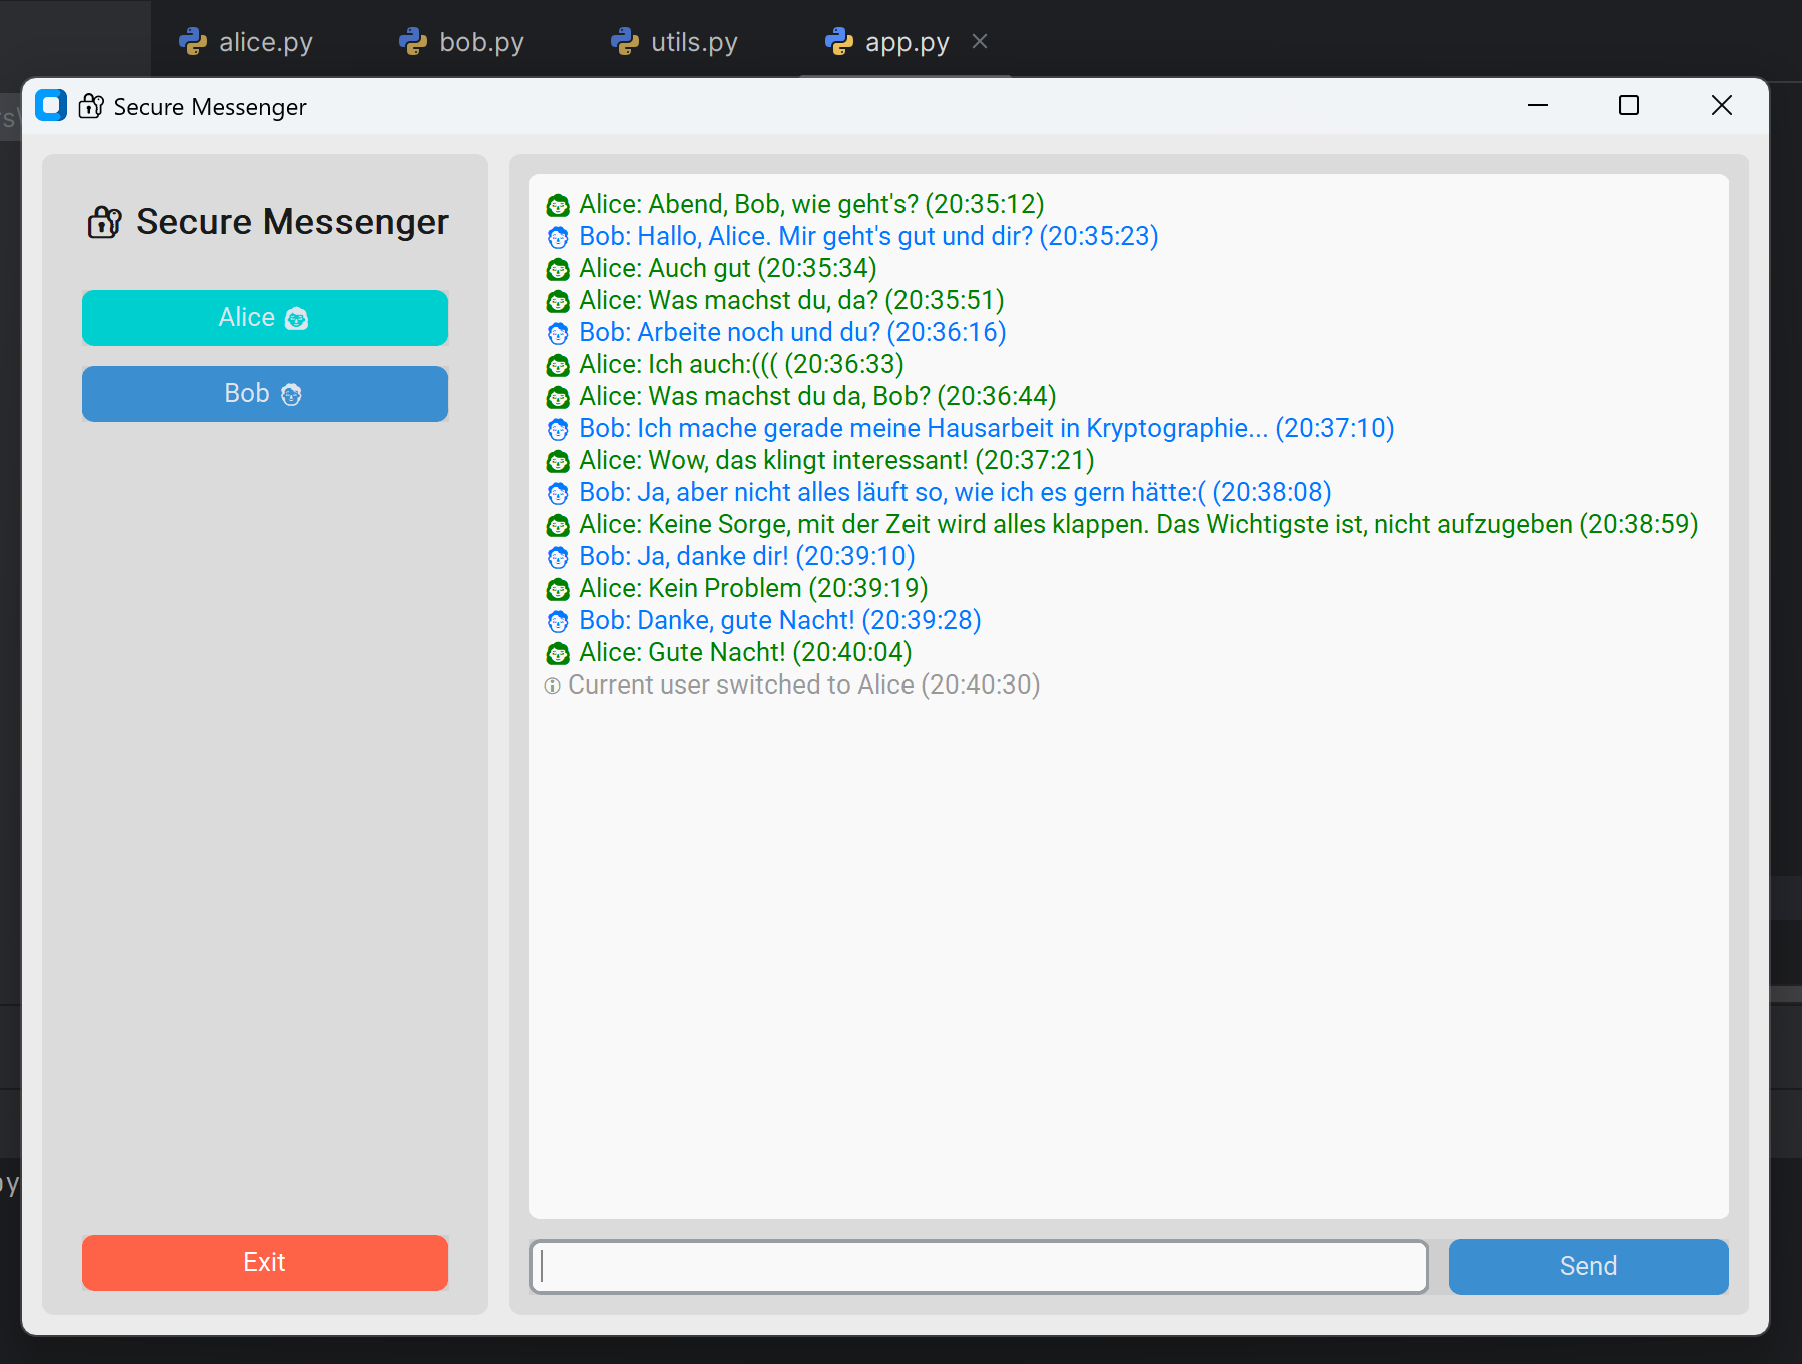 alice.py
bob.py
utils.py
app.py
Secure Messenger
Secure Messenger
Alice
Bob
Exit
Alice: Abend, Bob, wie geht's? (20:35:12)
Bob: Hallo, Alice. Mir geht's gut und dir? (20:35:23)
Alice: Auch gut (20:35:34)
Alice: Was machst du, da? (20:35:51)
Bob: Arbeite noch und du? (20:36:16)
Alice: Ich auch:((( (20:36:33)
Alice: Was machst du da, Bob? (20:36:44)
Bob: Ich mache gerade meine Hausarbeit in Kryptographie... (20:37:10)
Alice: Wow, das klingt interessant! (20:37:21)
Bob: Ja, aber nicht alles läuft so, wie ich es gern hätte:( (20:38:08)
Alice: Keine Sorge, mit der Zeit wird alles klappen. Das Wichtigste ist, nicht aufzugeben (20:38:59)
Bob: Ja, danke dir! (20:39:10)
Alice: Kein Problem (20:39:19)
Bob: Danke, gute Nacht! (20:39:28)
Alice: Gute Nacht! (20:40:04)
Current user switched to Alice (20:40:30)
Send